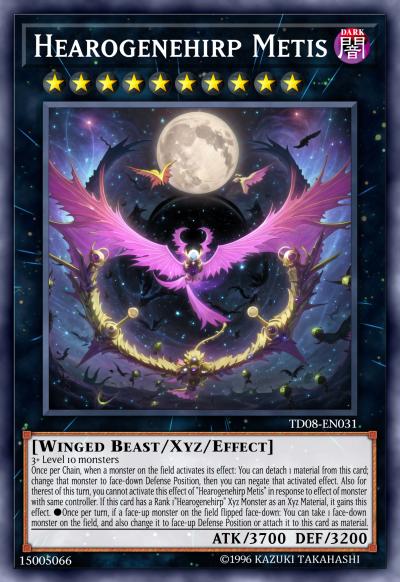 Hearogenehirp Metis
DARK
闇
TD08-EN031
[Winged Beast/Xyz/Effect]
3+ Level 10 monsters
Once per Chain, when a monster on the field activates its effect: You can detach 1 material from this card;
change that monster to face-down Defense Position, then you can negate that activated effect. Also for
therest of this turn, you cannot activate this effect of "Hearogenehirp Metis" in response to effect of monster
with same controller. If this card has a Rank 1"Hearogenehirp" Xyz Monster as an Xyz Material, it gains this
effect. ●Once per turn, if a face-up monster on the field flipped face-down: You can take 1 face-down
monster on the field, and also change it to face-up Defense Position or attach it to this card as material.
ATK/3700 DEF/3200
15005066
©1996 KAZUKI TAKAHASHI